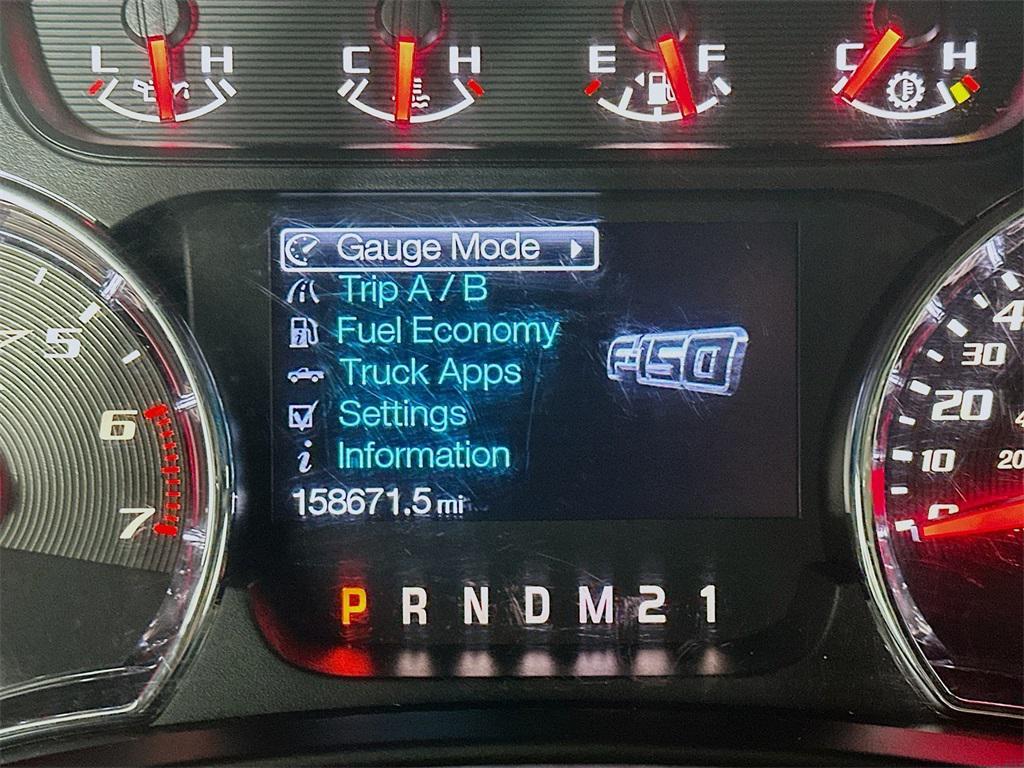 L H C H E F C H
Gauge Mode
Trip A / B
Fuel Economy
Truck Apps
Settings
Information
158671.5 mi
F-150
P R N D M 2 1
5
6
7
30
20
10
0
20